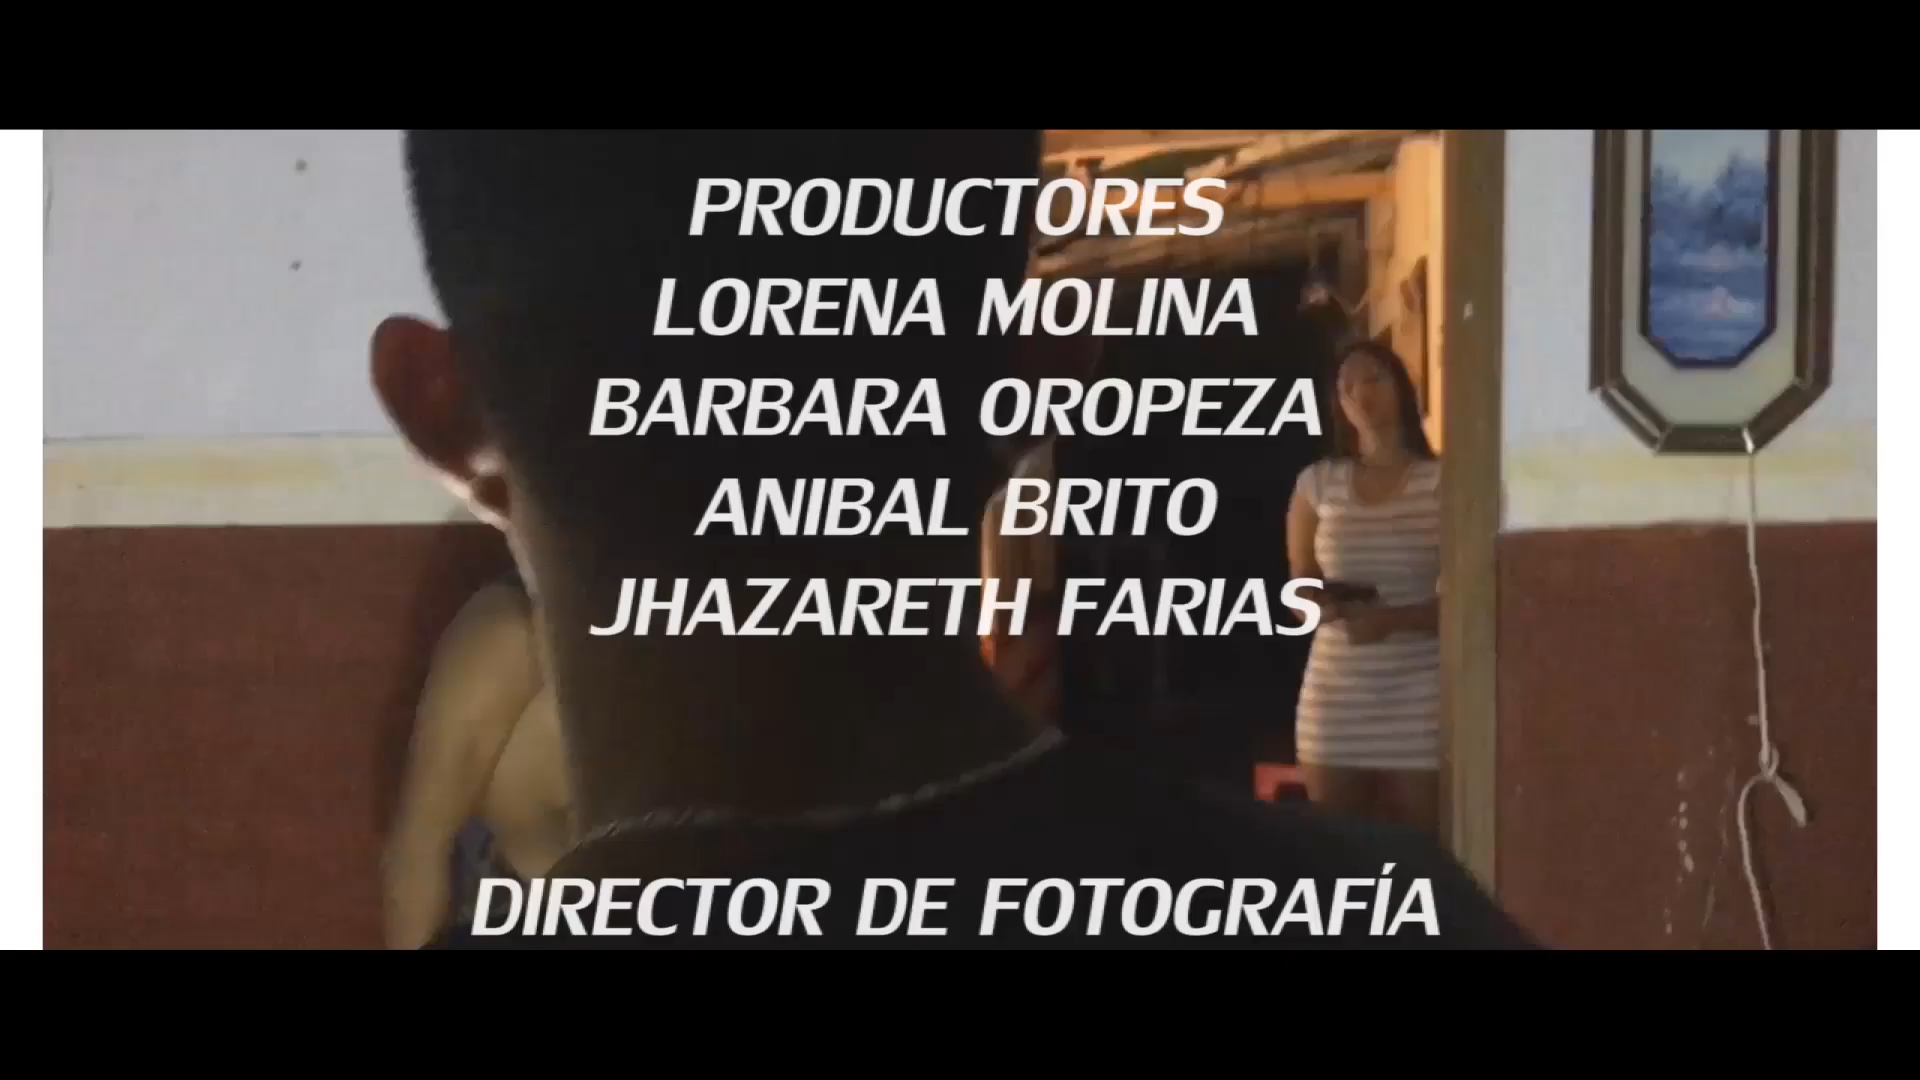 PRODUCTORES
LORENA MOLINA
BARBARA OROPEZA
ANIBAL BRITO
JHAZARETH FARIAS
DIRECTOR DE FOTOGRAFÍA